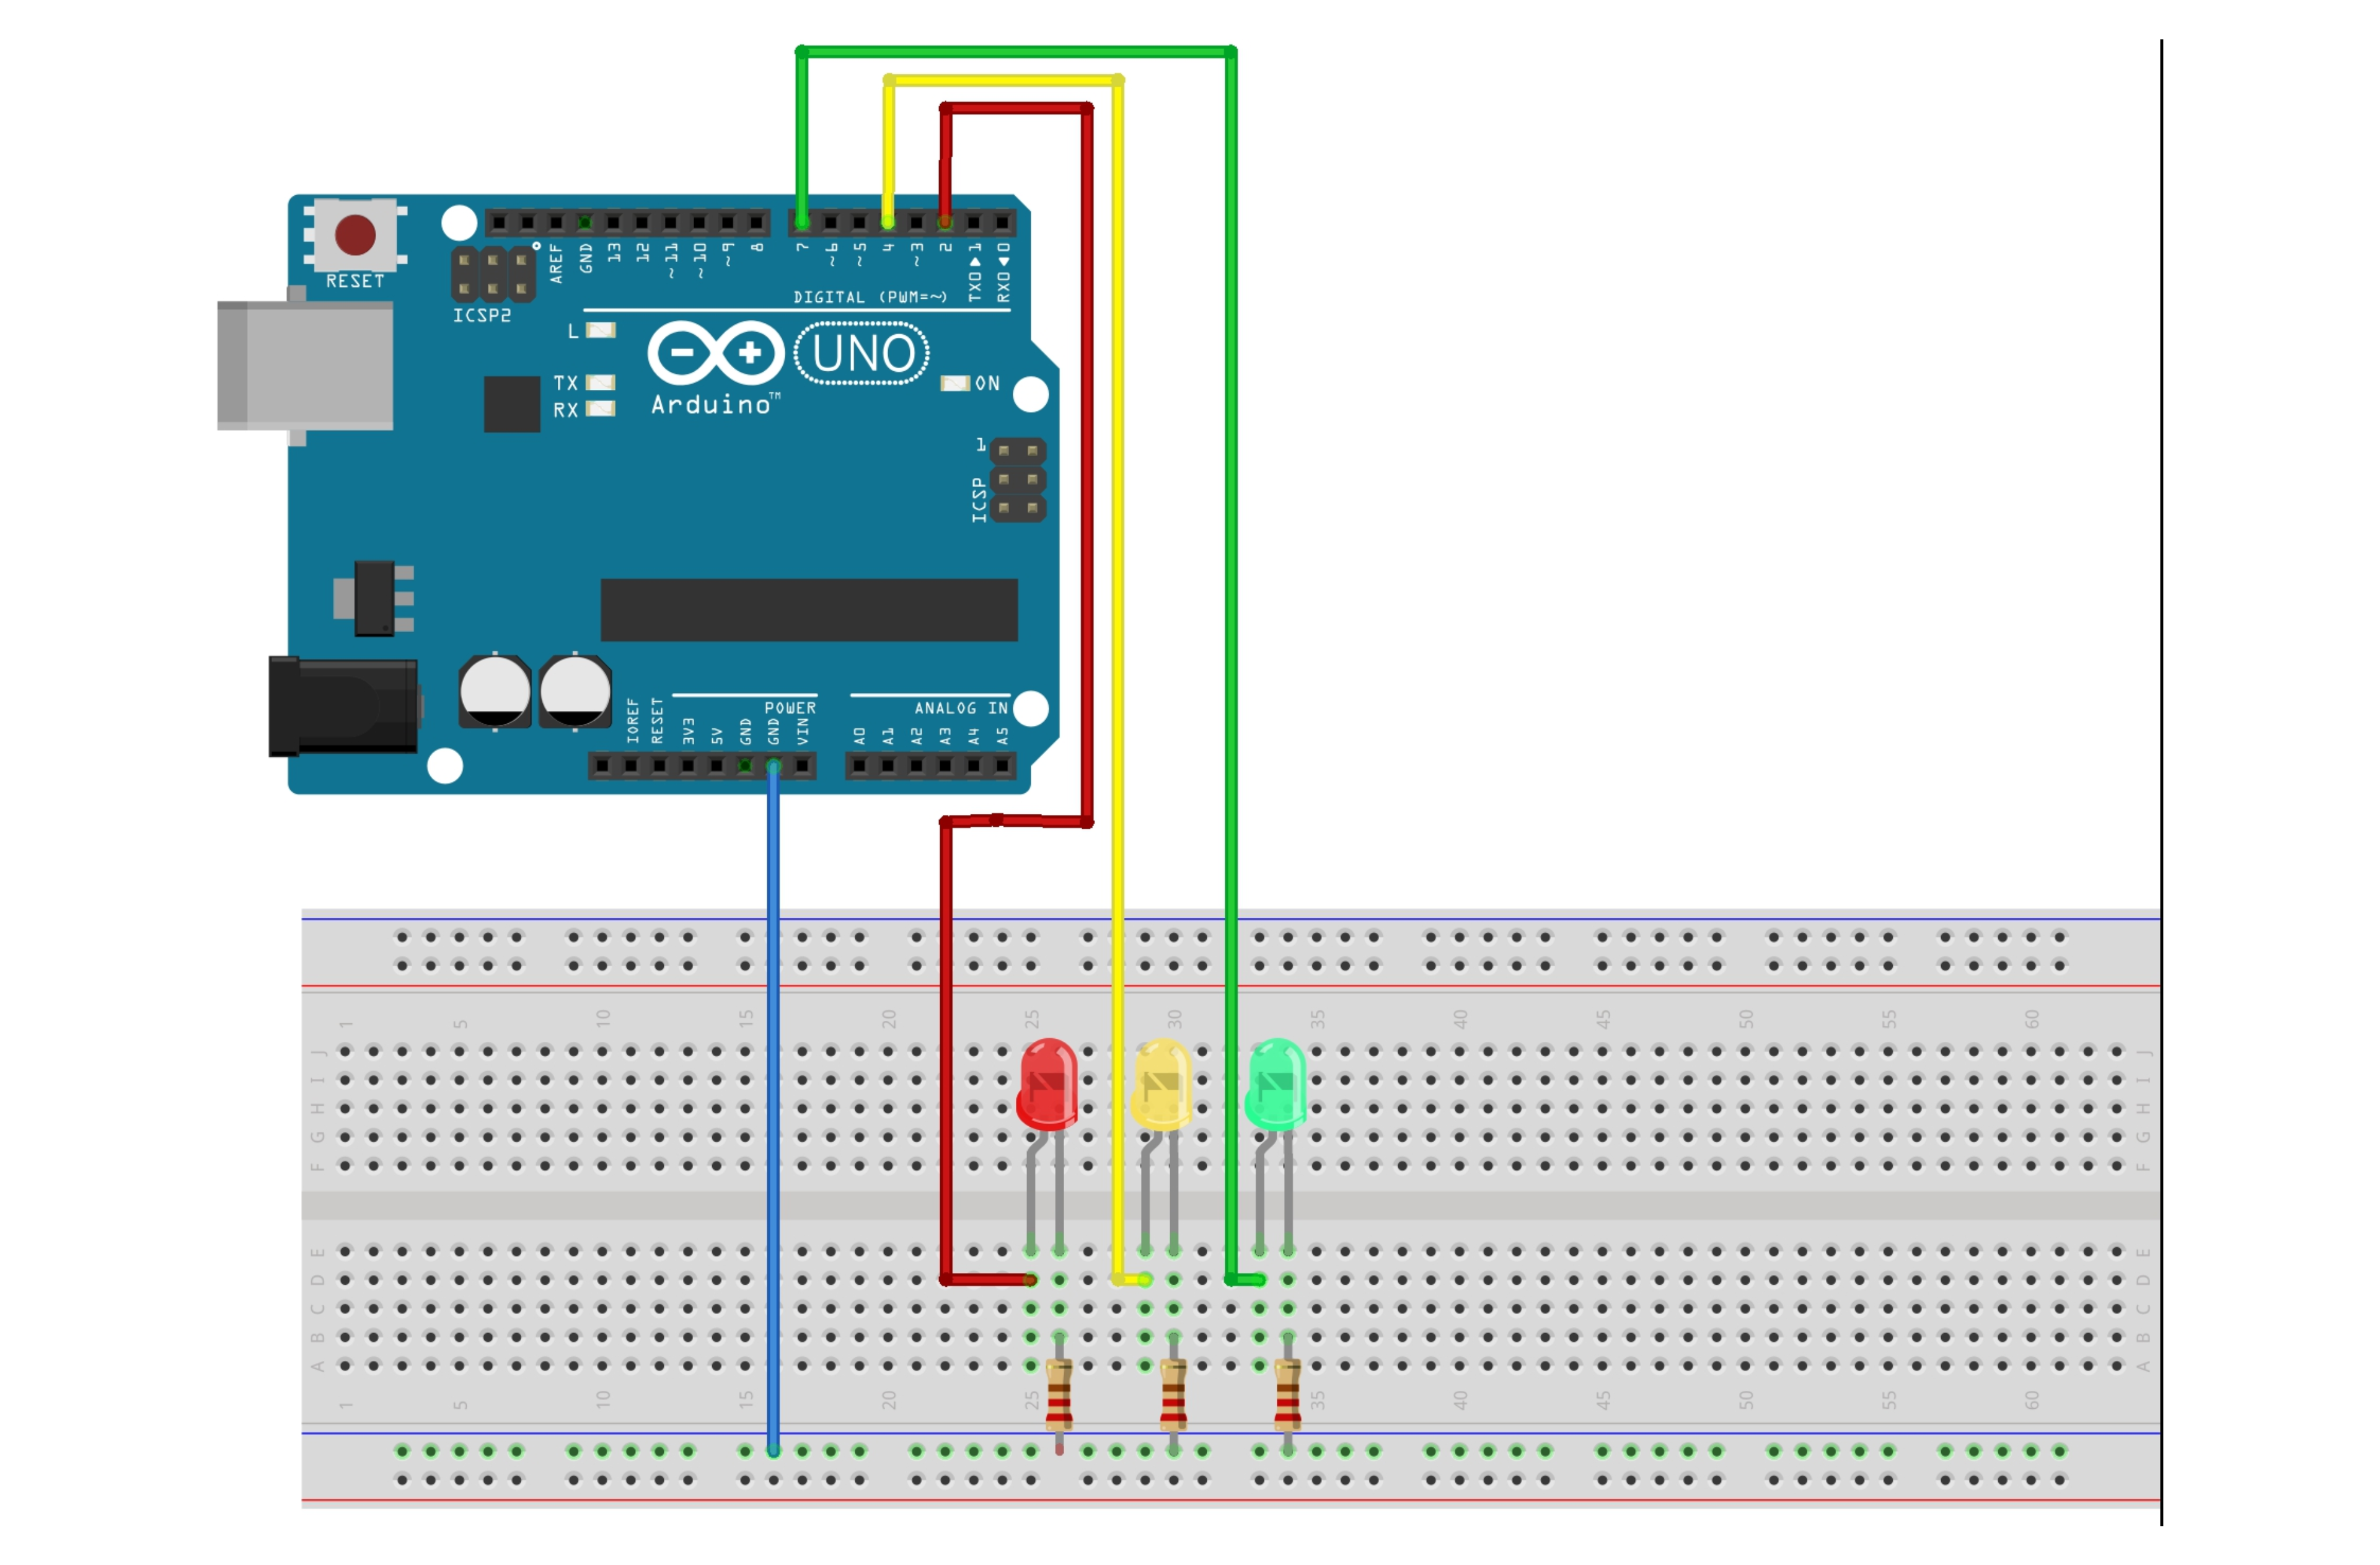 RESET
ICSP2
AREF
GND
13
12
~11
~10
~9
8
7
~6
~5
4
~3
2
TX0▶1
RX0◀0
DIGITAL (PWM=~)
L
TX
RX
UNO
Arduino™
ON
1
ICSP
POWER
ANALOG IN
IOREF
RESET
3V3
5V
GND
GND
VIN
A0
A1
A2
A3
A4
A5
1 5 10 15 20 25 30 35 40 45 50 55 60
J J
I I
H H
G G
F F
E E
D D
C C
B B
A A
1 5 10 15 20 25 35 40 45 50 55 60